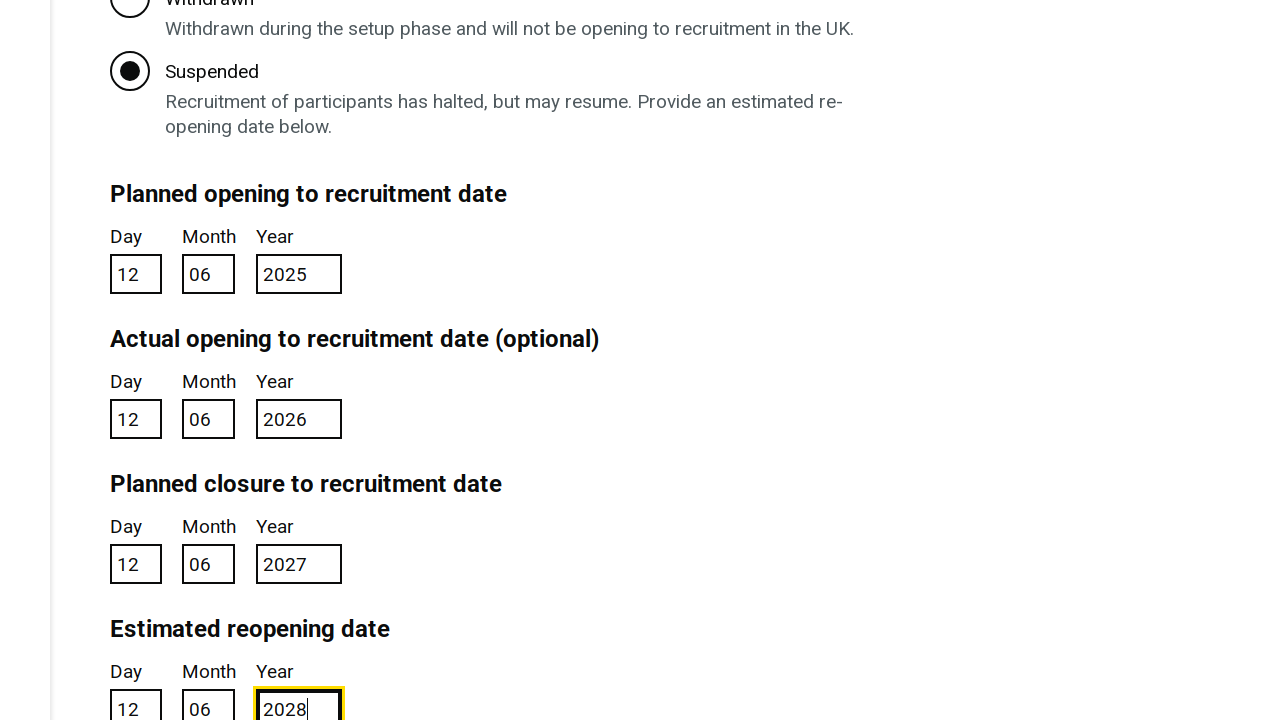 Withdrawn
Withdrawn during the setup phase and will not be opening to recruitment in the UK.
Suspended
Recruitment of participants has halted, but may resume. Provide an estimated re-
opening date below.
Planned opening to recruitment date
Day Month Year
12 06 2025
Actual opening to recruitment date (optional)
Day Month Year
12 06 2026
Planned closure to recruitment date
Day Month Year
12 06 2027
Estimated reopening date
Day Month Year
12 06 2028